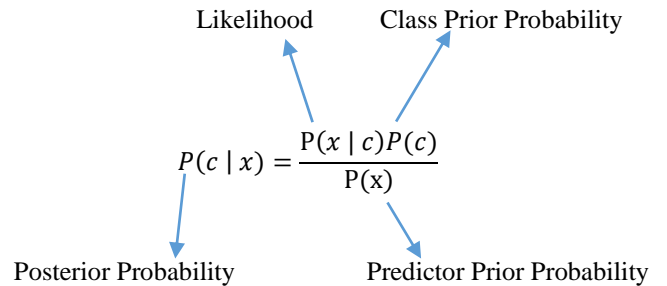 Likelihood Class Prior Probability
𝑃(𝑐 | 𝑥) = P(𝑥 | 𝑐)𝑃(𝑐) / P(x)
Posterior Probability Predictor Prior Probability